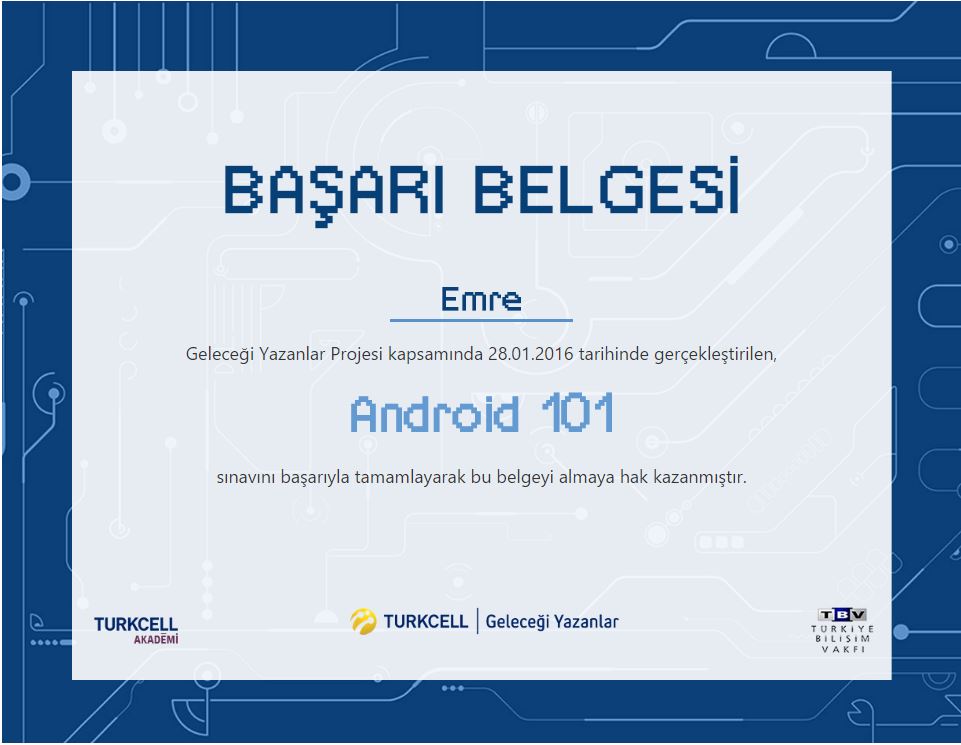 BAŞARI BELGESİ
Emre
Geleceği Yazanlar Projesi kapsamında 28.01.2016 tarihinde gerçekleştirilen,
Android 101
sınavını başarıyla tamamlayarak bu belgeyi almaya hak kazanmıştır.
TURKCELL
AKADEMİ
TURKCELL | Geleceği Yazanlar
TBV
TÜRKİYE
BİLİŞİM
VAKFI